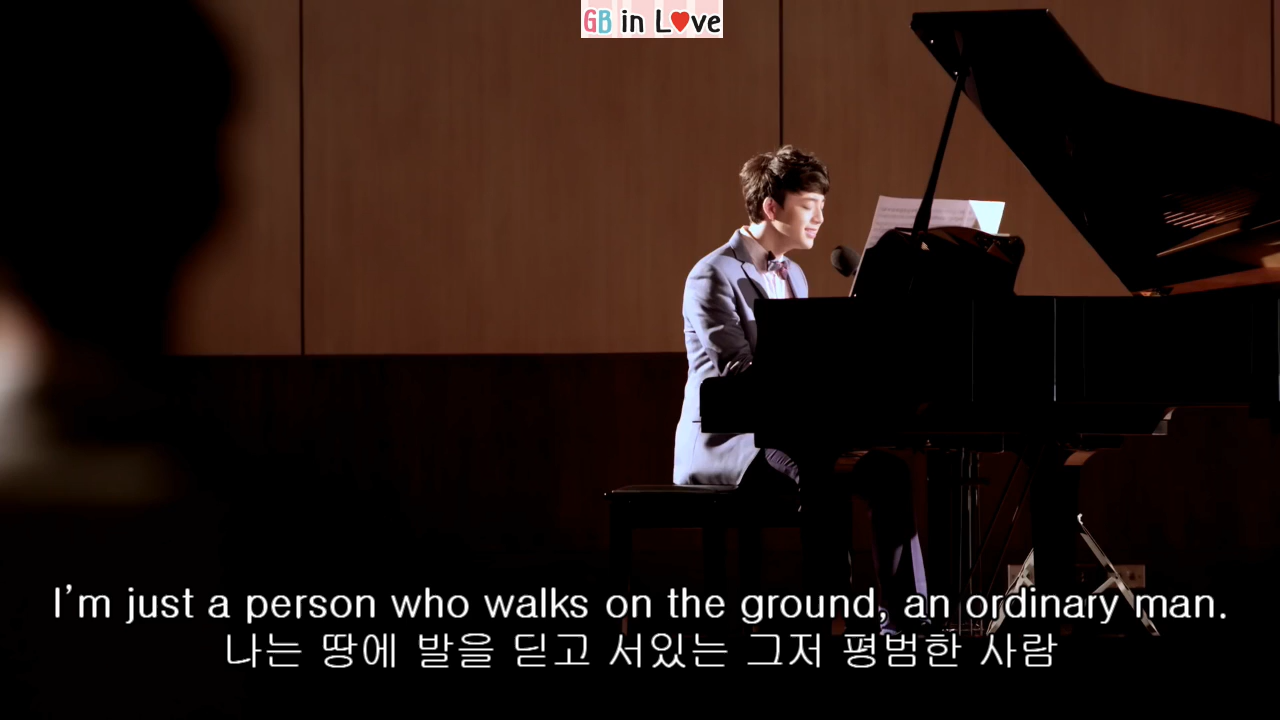 GB in L♥ve
I'm just a person who walks on the ground, an ordinary man.
나는 땅에 발을 딛고 서있는 그저 평범한 사람